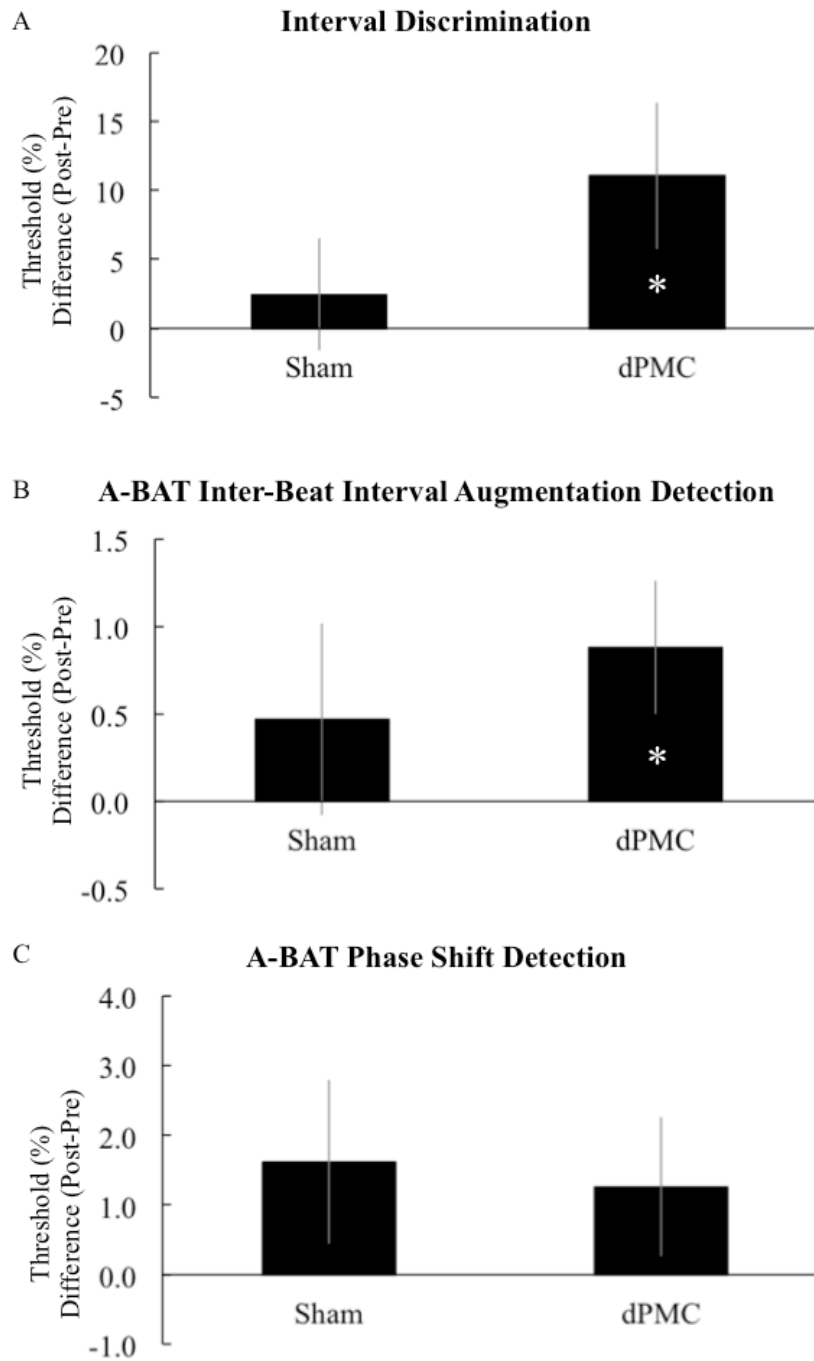 A
Interval Discrimination
Threshold (%)
Difference (Post-Pre)
20
15
10
5
0
-5
*
Sham
dPMC
B
A-BAT Inter-Beat Interval Augmentation Detection
Threshold (%)
Difference (Post-Pre)
1.5
1.0
0.5
0.0
-0.5
*
Sham
dPMC
C
A-BAT Phase Shift Detection
Threshold (%)
Difference (Post-Pre)
4.0
3.0
2.0
1.0
0.0
-1.0
Sham
dPMC